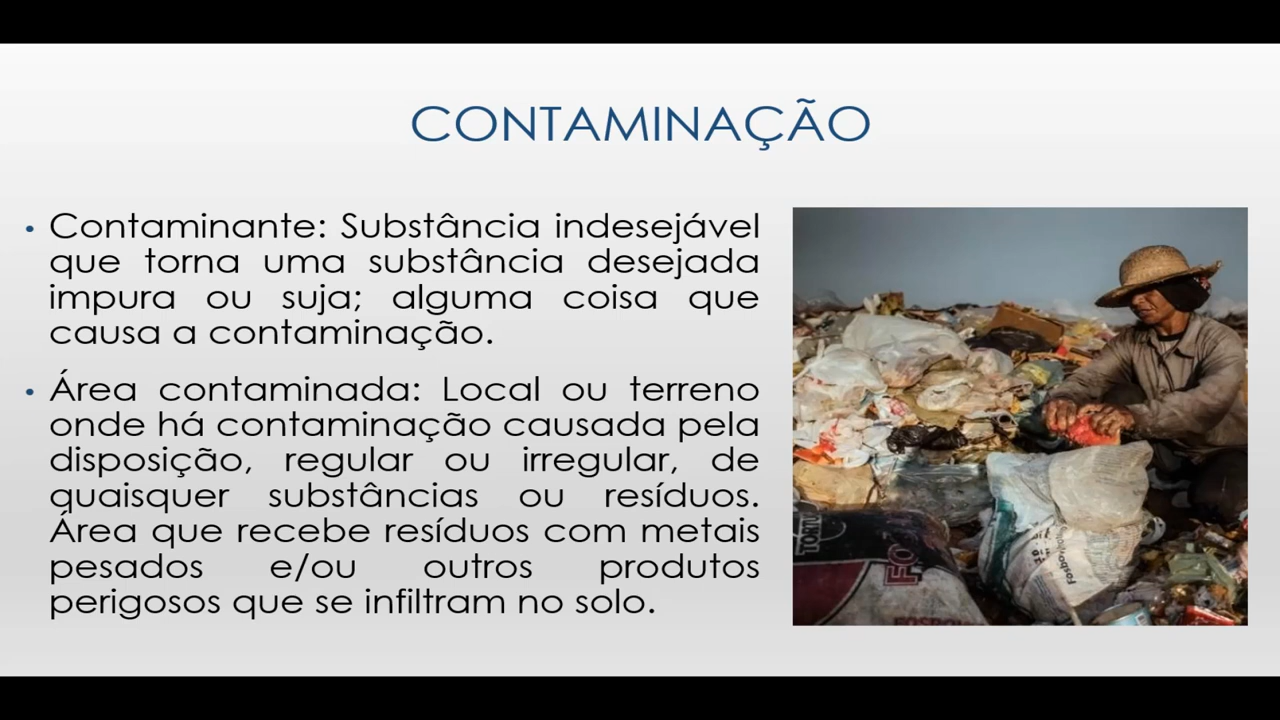 CONTAMINAÇÃO
• Contaminante: Substância indesejável
que torna uma substância desejada
impura ou suja; alguma coisa que
causa a contaminação.
• Área contaminada: Local ou terreno
onde há contaminação causada pela
disposição, regular ou irregular, de
quaisquer substâncias ou resíduos.
Área que recebe resíduos com metais
pesados e/ou outros produtos
perigosos que se infiltram no solo.